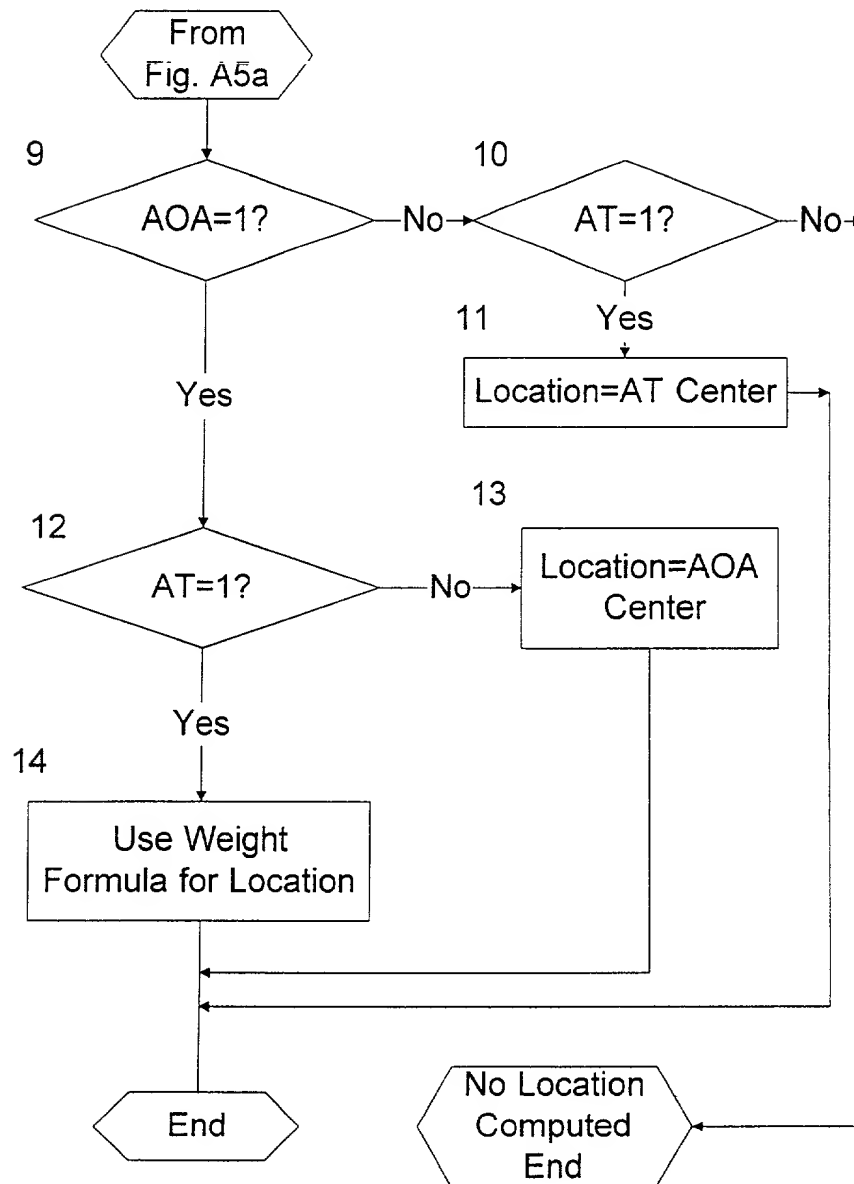 From
Fig. A5a
9
10
AOA=1?
No
AT=1?
No
11
Yes
Yes
Location=AT Center
12
13
AT=1?
No
Location=AOA
Center
Yes
14
Use Weight
Formula for Location
End
No Location
Computed
End